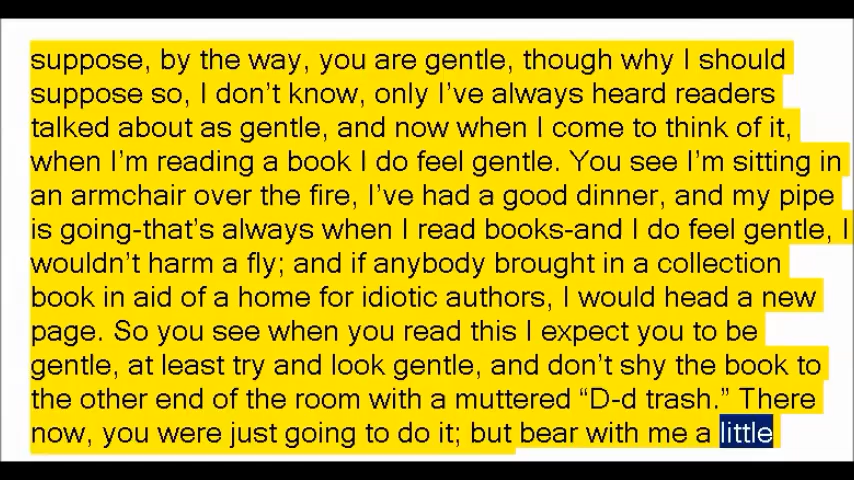 suppose, by the way, you are gentle, though why I should
suppose so, I don’t know, only I’ve always heard readers
talked about as gentle, and now when I come to think of it,
when I’m reading a book I do feel gentle. You see I’m sitting in
an armchair over the fire, I’ve had a good dinner, and my pipe
is going-that’s always when I read books-and I do feel gentle, I
wouldn’t harm a fly; and if anybody brought in a collection
book in aid of a home for idiotic authors, I would head a new
page. So you see when you read this I expect you to be
gentle, at least try and look gentle, and don’t shy the book to
the other end of the room with a muttered “D-d trash.” There
now, you were just going to do it; but bear with me a little